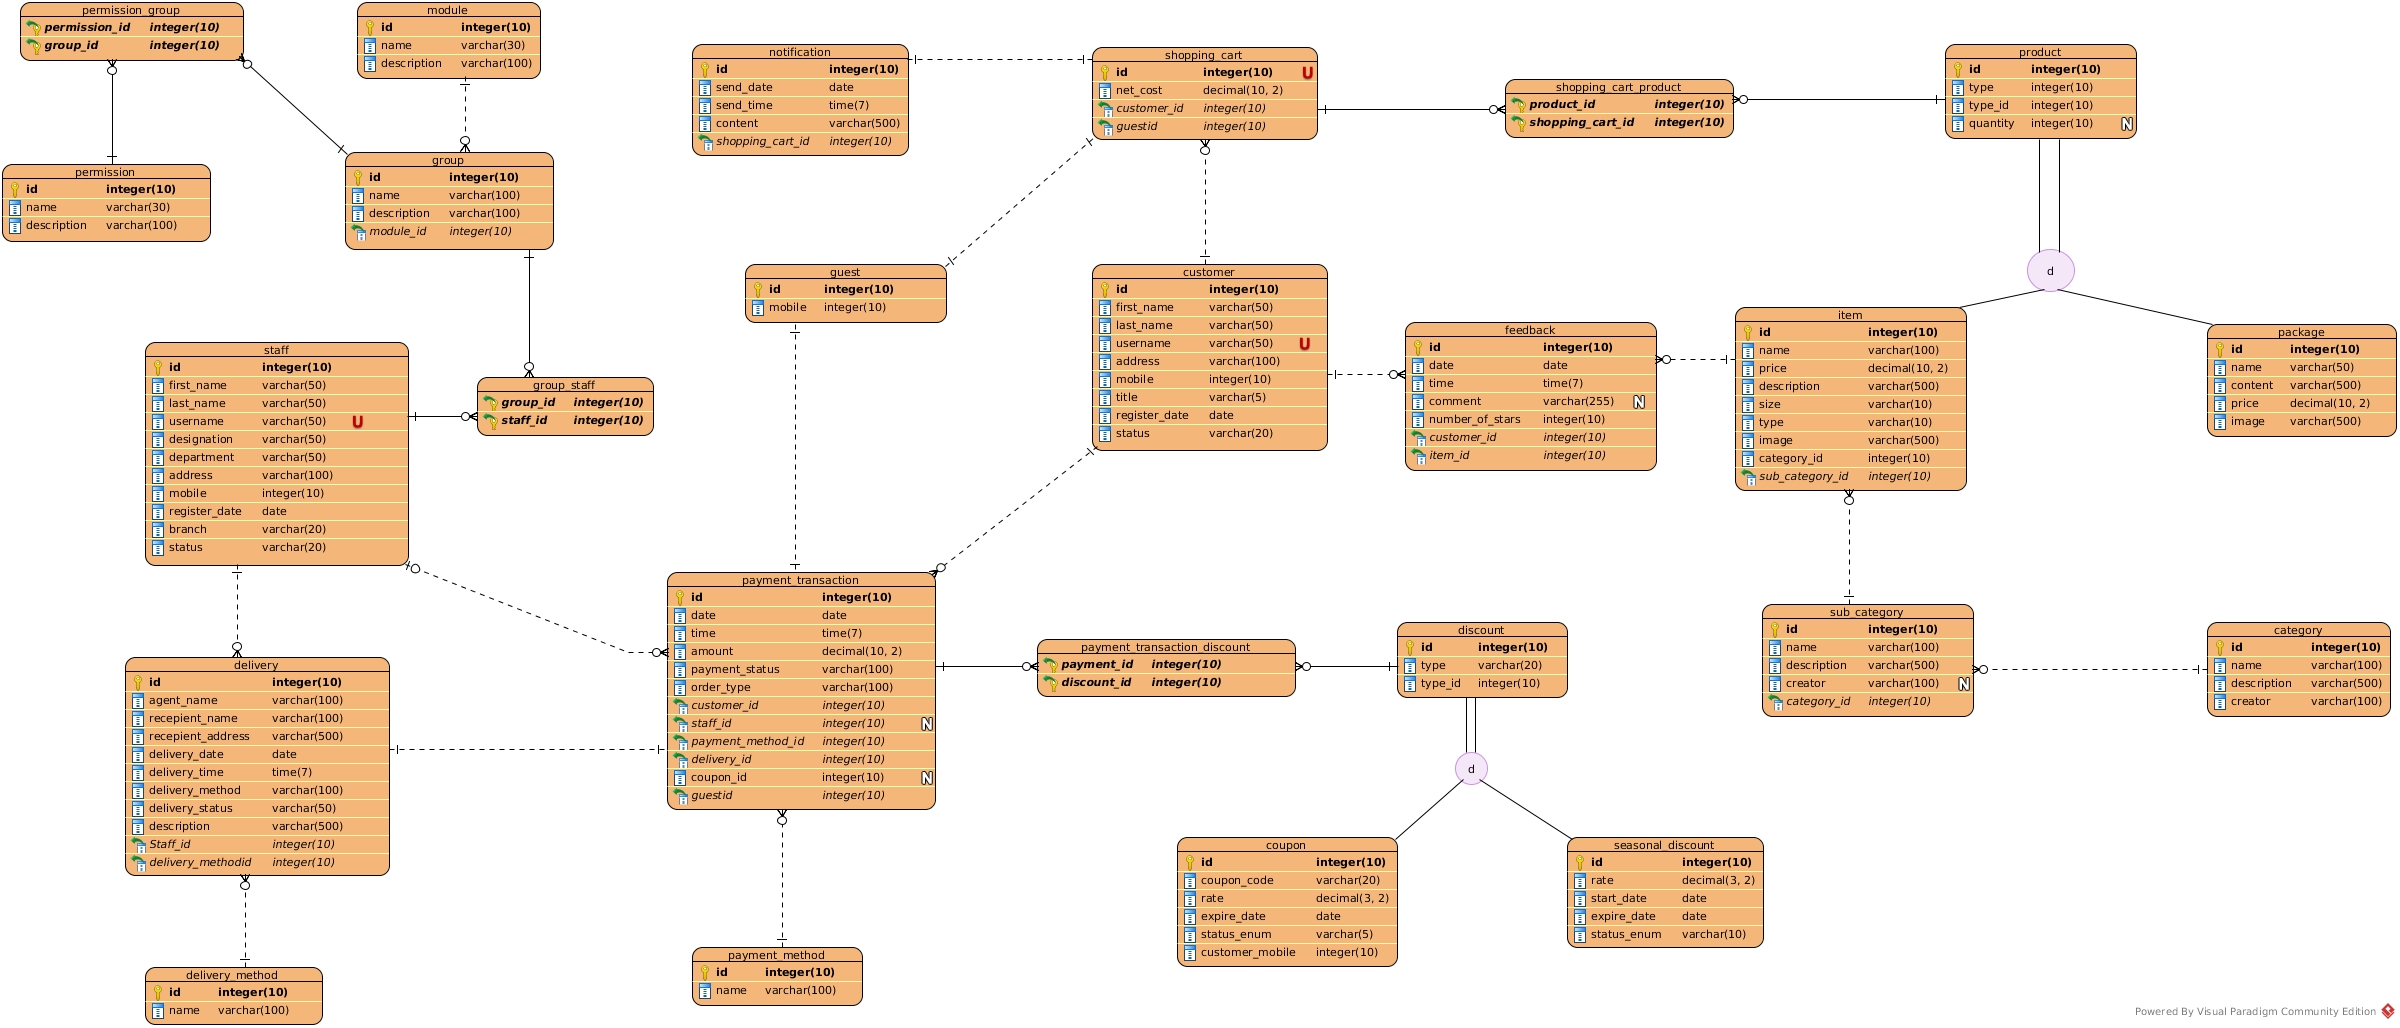 permission_group
permission_id integer(10)
group_id integer(10)
module
id integer(10)
name varchar(30)
description varchar(100)
notification
id integer(10)
send_date date
send_time time(7)
content varchar(500)
shopping_cart_id integer(10)
shopping_cart
id integer(10) U
net_cost decimal(10, 2)
customer_id integer(10)
guestid integer(10)
shopping_cart_product
product_id integer(10)
shopping_cart_id integer(10)
product
id integer(10)
type integer(10)
type_id integer(10)
quantity integer(10) N
permission
id integer(10)
name varchar(30)
description varchar(100)
group
id integer(10)
name varchar(100)
description varchar(100)
module_id integer(10)
d
guest
id integer(10)
mobile integer(10)
customer
id integer(10)
first_name varchar(50)
last_name varchar(50)
username varchar(50) U
address varchar(100)
mobile integer(10)
title varchar(5)
register_date date
status varchar(20)
feedback
id integer(10)
date date
time time(7)
comment varchar(255) N
number_of_stars integer(10)
customer_id integer(10)
item_id integer(10)
item
id integer(10)
name varchar(100)
price decimal(10, 2)
description varchar(500)
size varchar(10)
type varchar(10)
image varchar(500)
category_id integer(10)
sub_category_id integer(10)
package
id integer(10)
name varchar(50)
content varchar(500)
price decimal(10, 2)
image varchar(500)
staff
id integer(10)
first_name varchar(50)
last_name varchar(50)
username varchar(50) U
designation varchar(50)
department varchar(50)
address varchar(100)
mobile integer(10)
register_date date
branch varchar(20)
status varchar(20)
group_staff
group_id integer(10)
staff_id integer(10)
payment_transaction
id integer(10)
date date
time time(7)
amount decimal(10, 2)
payment_status varchar(100)
order_type varchar(100)
customer_id integer(10)
staff_id integer(10) N
payment_method_id integer(10)
delivery_id integer(10)
coupon_id integer(10) N
guestid integer(10)
payment_transaction_discount
payment_id integer(10)
discount_id integer(10)
discount
id integer(10)
type varchar(20)
type_id integer(10)
sub_category
id integer(10)
name varchar(100)
description varchar(500)
creator varchar(100) N
category_id integer(10)
category
id integer(10)
name varchar(100)
description varchar(500)
creator varchar(100)
delivery
id integer(10)
agent_name varchar(100)
recepient_name varchar(100)
recepient_address varchar(500)
delivery_date date
delivery_time time(7)
delivery_method varchar(100)
delivery_status varchar(50)
description varchar(500)
Staff_id integer(10)
delivery_methodid integer(10)
d
coupon
id integer(10)
coupon_code varchar(20)
rate decimal(3, 2)
expire_date date
status_enum varchar(5)
customer_mobile integer(10)
seasonal_discount
id integer(10)
rate decimal(3, 2)
start_date date
expire_date date
status_enum varchar(10)
payment_method
id integer(10)
name varchar(100)
delivery_method
id integer(10)
name varchar(100)
Powered By Visual Paradigm Community Edition